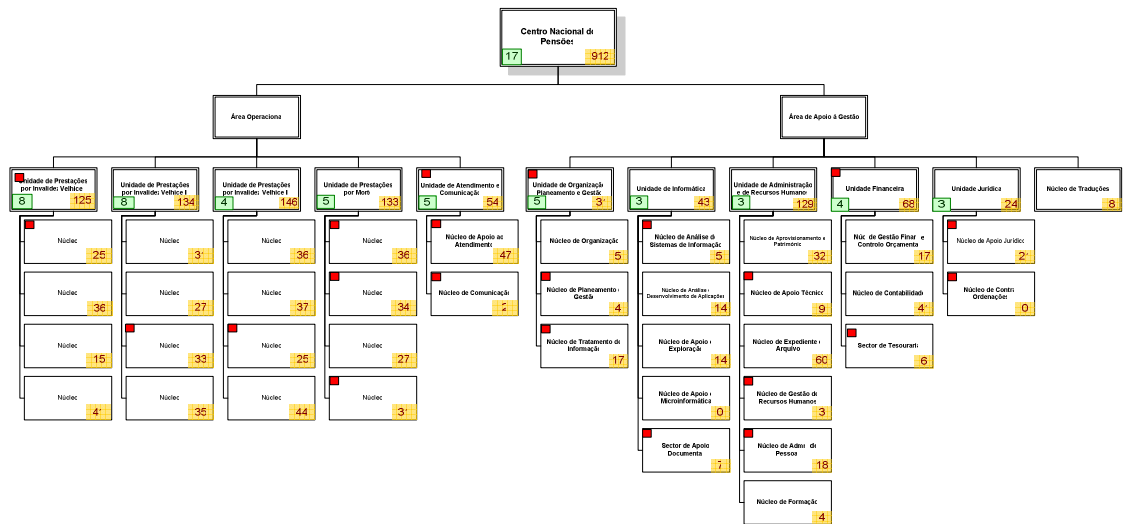 Centro Nacional de
Pensões
17
912
Área Operaciona
Área de Apoio à Gestão
Unidade de Prestações
por Invalidez Velhice
8
125
Unidade de Prestações
por Invalidez Velhice I
8
134
Unidade de Prestações
por Invalidez Velhice I
4
146
Unidade de Prestações
por Morte
5
133
Unidade de Atendimento e
Comunicação
5
54
Unidade de Organização
Planeamento e Gestão
5
Unidade de Informática
3
43
Unidade de Administração
e de Recursos Humanos
3
129
Unidade Financeira
4
68
Unidade Jurídica
3
24
Núcleo de Traduções
8
Núcleo
25
Núcleo
Núcleo
36
Núcleo
36
Núcleo de Apoio ao
Atendimento
47
Núcleo de Organização
5
Núcleo de Análise de
Sistemas de Informação
5
Núcleo de Aprovisionamento e
Património
32
de Gestão
Controlo Orçamenta
17
Núcleo de Apoio Jurídico
Núcleo
36
Núcleo
27
Núcleo
37
Núcleo
34
Núcleo de Comunicação
Núcleo de Planeamento
Gestão
4
Núcleo de Análise
Desenvolvimento de Aplicações
14
Núcleo de Apoio Técnico
9
Núcleo de Contabilidade
Núcleo de
Ordenações
0
Núcleo
15
Núcleo
33
Núcleo
25
Núcleo
27
Núcleo de Tratamento de
Informação
17
Núcleo de Apoio
Exploração
14
Núcleo de Expediente
Arquivo
60
Sector de Tesouraria
6
Núcleo
Núcleo
35
Núcleo
44
Núcleo
Núcleo de Apoio
Microinformática
0
Núcleo de Gestão de
Recursos Humanos
3
Sector de Apoio
Documenta
7
Núcleo de
Pessoa
18
Núcleo de Formação
4